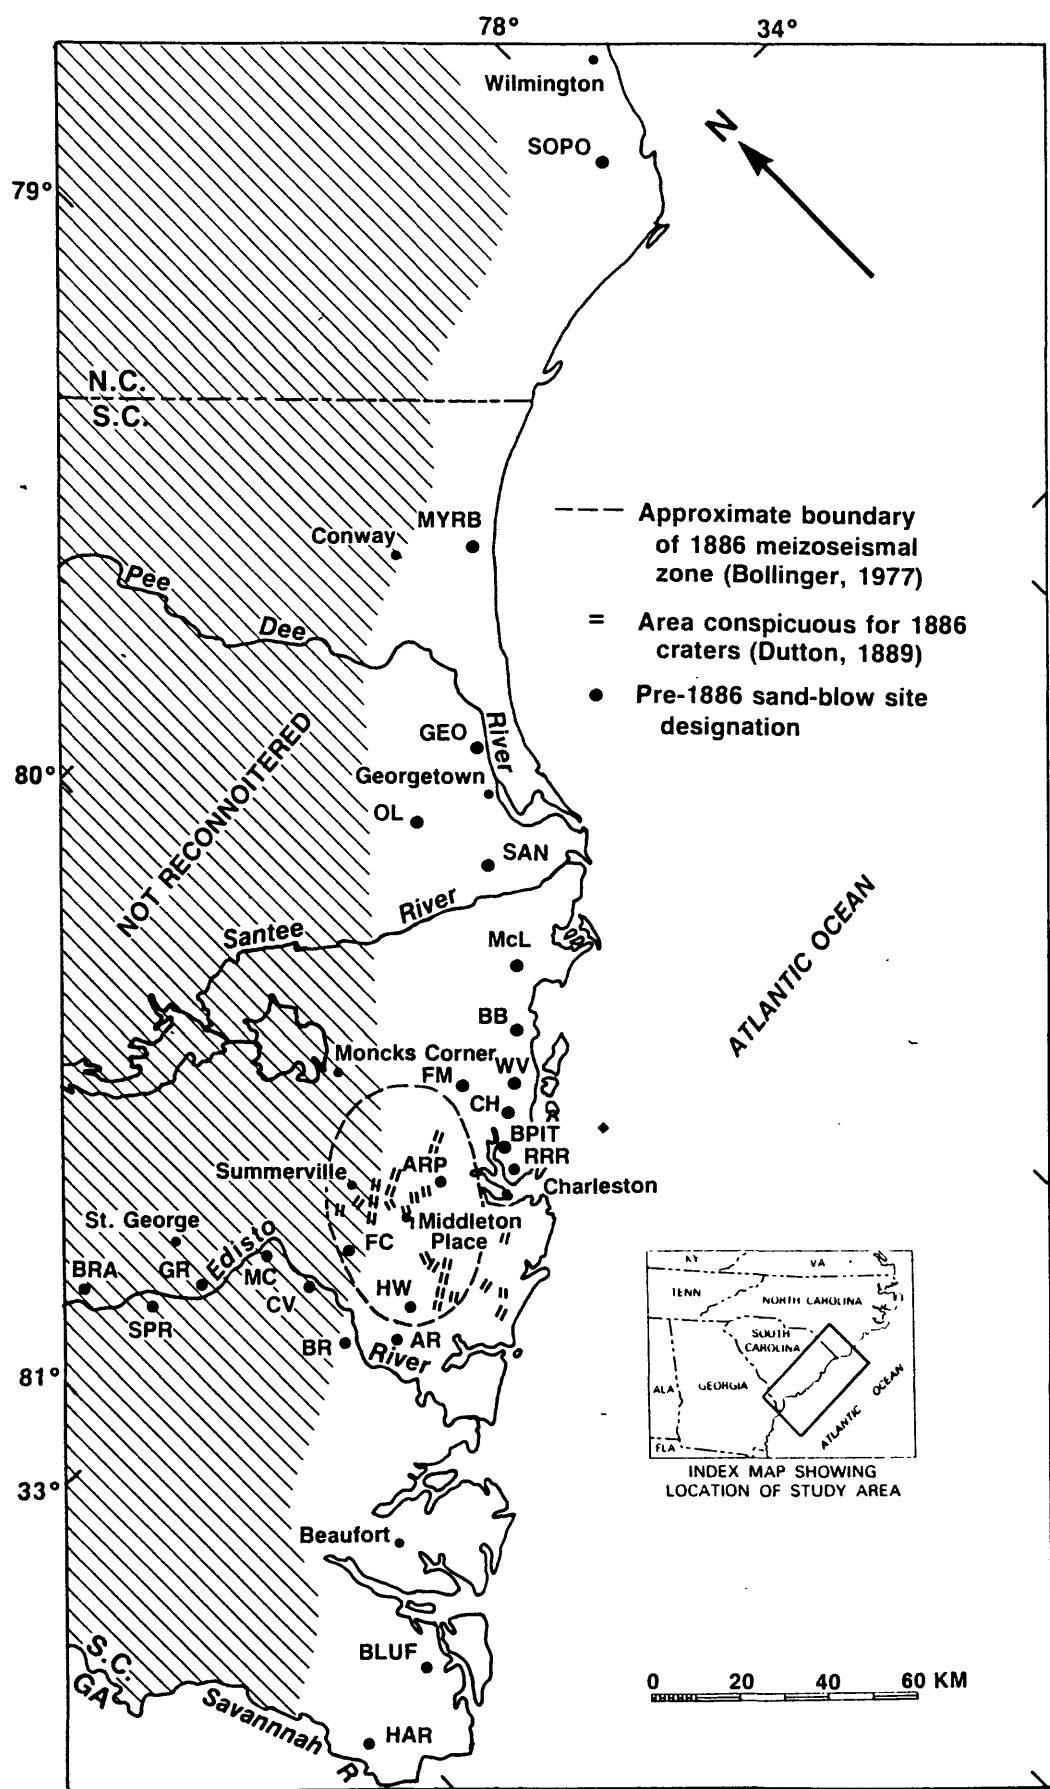 78°
34°
Wilmington
N
SOPO
79°
N.C.
S.C.
MYRB
Conway
Approximate boundary
of 1886 meizoseismal
zone (Bollinger, 1977)
= Area conspicuous for 1886
craters (Dutton, 1889)
Pre-1886 sand-blow site
designation
Pee
Dee
River
GEO
80°
Georgetown
OL
NOT RECONNOITERED
SAN
River
Santee
McL
ATLANTIC OCEAN
BB
Moncks Corner
WV
FM
CH
BPIT
RRR
ARP
Summerville
Charleston
St. George
Middleton
Place
Edisto
FC
BRA
GR
MC
HW
CV
SPR
BR
AR
River
81°
KY
VA
TENN
NORTH CAROLINA
SOUTH
CAROLINA
ALA
GEORGIA
ATLANTIC OCEAN
FLA
INDEX MAP SHOWING
LOCATION OF STUDY AREA
33°
Beaufort
BLUF
S.C.
GA
Savannnah
R
HAR
0 20 40 60 KM